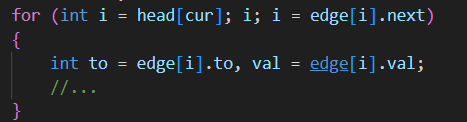 for (int i = head[cur]; i; i = edge[i].next)
{
    int to = edge[i].to, val = edge[i].val;
    //...
}